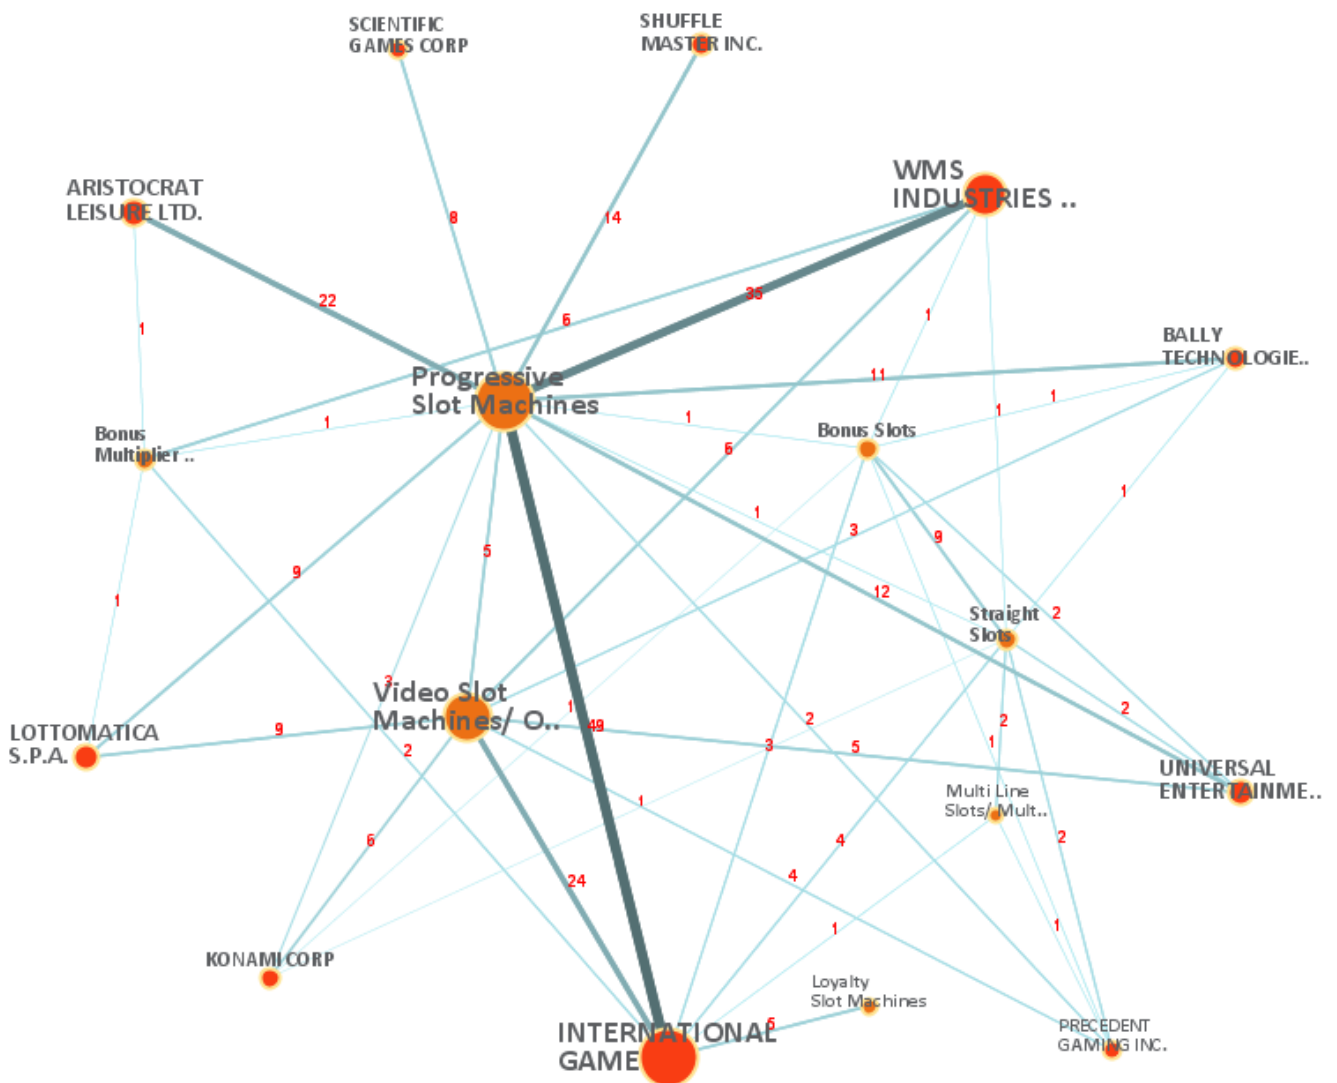 SCIENTIFIC
GAMES CORP
SHUFFLE
MASTER INC.
WMS
INDUSTRIES ..
ARISTOCRAT
LEISURE LTD.
8
14
22
35
1
6
1
BALLY
TECHNOLOGIE..
Progressive
Slot Machines
11
1
1
1
1
Bonus
Multiplier ..
Bonus Slots
6
1
1
3
9
5
9
12
1
Straight
Slots
2
3
Video Slot
Machines/ O..
1
49
2
2
2
1
LOTTOMATICA
S.P.A.
9
2
3
5
UNIVERSAL
ENTERTAINME..
Multi Line
Slots/ Mult..
1
6
4
2
24
4
1
1
KONAMI CORP
Loyalty
Slot Machines
5
INTERNATIONAL
GAME
PRECEDENT
GAMING INC.